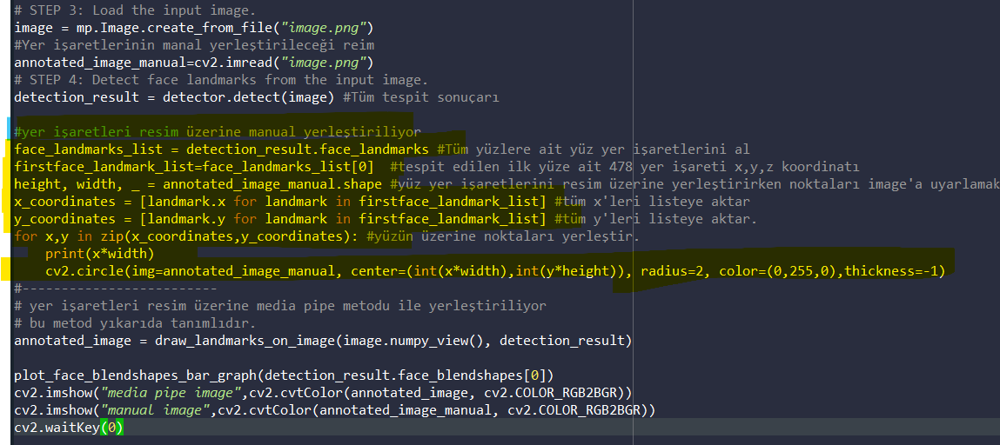 # STEP 3: Load the input image.
image = mp.Image.create_from_file("image.png")
#Yer işaretlerinin manal yerleştirileceği reim
annotated_image_manual=cv2.imread("image.png")
# STEP 4: Detect face landmarks from the input image.
detection_result = detector.detect(image) #Tüm tespit sonuçarı
#yer işaretleri resim üzerine manual yerleştiriliyor
face_landmarks_list = detection_result.face_landmarks #Tüm yüzlere ait yüz yer işaretlerini al
firstface_landmark_list=face_landmarks_list[0]  #tespit edilen ilk yüze ait 478 yer işareti x,y,z koordinatı
height, width, _ = annotated_image_manual.shape #yüz yer işaretlerini resim üzerine yerleştirirken noktaları image'a uyarlamak
x_coordinates = [landmark.x for landmark in firstface_landmark_list] #tüm x'leri listeye aktar
y_coordinates = [landmark.y for landmark in firstface_landmark_list] #tüm y'leri listeye aktar.
for x,y in zip(x_coordinates,y_coordinates): #yüzün üzerine noktaları yerleştir.
    print(x*width)
    cv2.circle(img=annotated_image_manual, center=(int(x*width),int(y*height)), radius=2, color=(0,255,0),thickness=-1)
#--------------------------
# yer işaretleri resim üzerine media pipe metodu ile yerleştiriliyor
# bu metod yıkarıda tanımlıdır.
annotated_image = draw_landmarks_on_image(image.numpy_view(), detection_result)
plot_face_blendshapes_bar_graph(detection_result.face_blendshapes[0])
cv2.imshow("media pipe image",cv2.cvtColor(annotated_image, cv2.COLOR_RGB2BGR))
cv2.imshow("manual image",cv2.cvtColor(annotated_image_manual, cv2.COLOR_RGB2BGR))
cv2.waitKey(0)